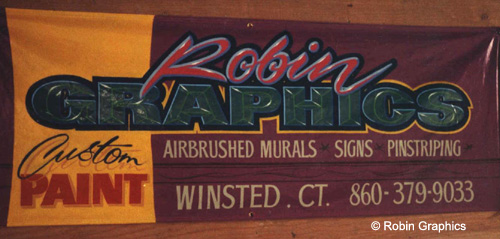 Robin
GRAPHICS
Custom
PAINT
AIRBRUSHED MURALS * SIGNS * PINSTRIPING
WINSTED. CT. 860-379-9033
© Robin Graphics